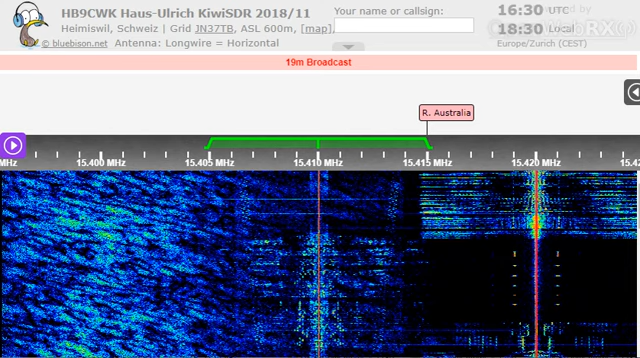 HB9CWK Haus-Ulrich KiwiSDR 2018/11
Heimiswil, Schweiz | Grid JN37TB, ASL 600m, [map]
© bluebison.net Antenna: Longwire = Horizontal
Your name or callsign:
16:30 UTC
18:30 Local
Europe/Zurich (CEST)
19m Broadcast
R. Australia
MHz 15.400 MHz 15.405 MHz 15.410 MHz 15.415 MHz 15.420 MHz